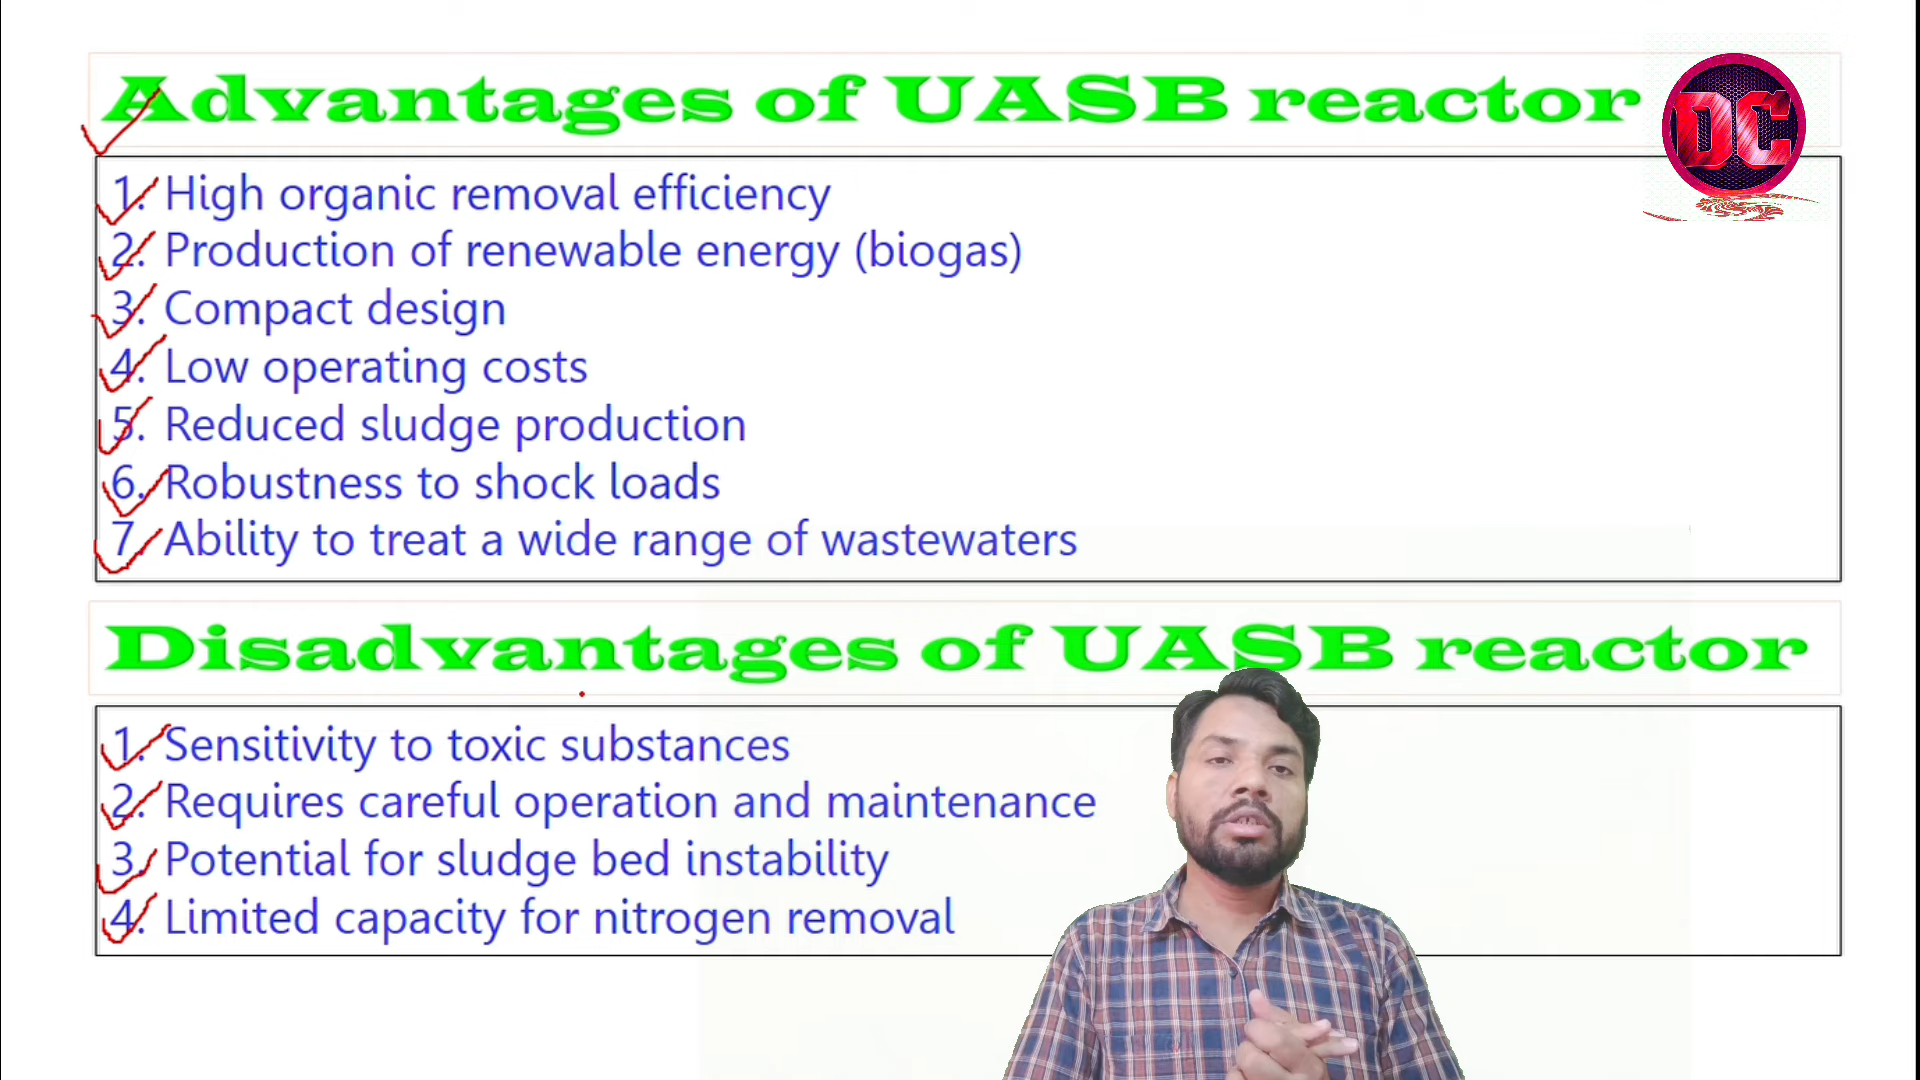 Advantages of UASB reactor
DC
1. High organic removal efficiency
2. Production of renewable energy (biogas)
3. Compact design
4. Low operating costs
5. Reduced sludge production
6. Robustness to shock loads
7. Ability to treat a wide range of wastewaters
Disadvantages of UASB reactor
1. Sensitivity to toxic substances
2. Requires careful operation and maintenance
3. Potential for sludge bed instability
4. Limited capacity for nitrogen removal